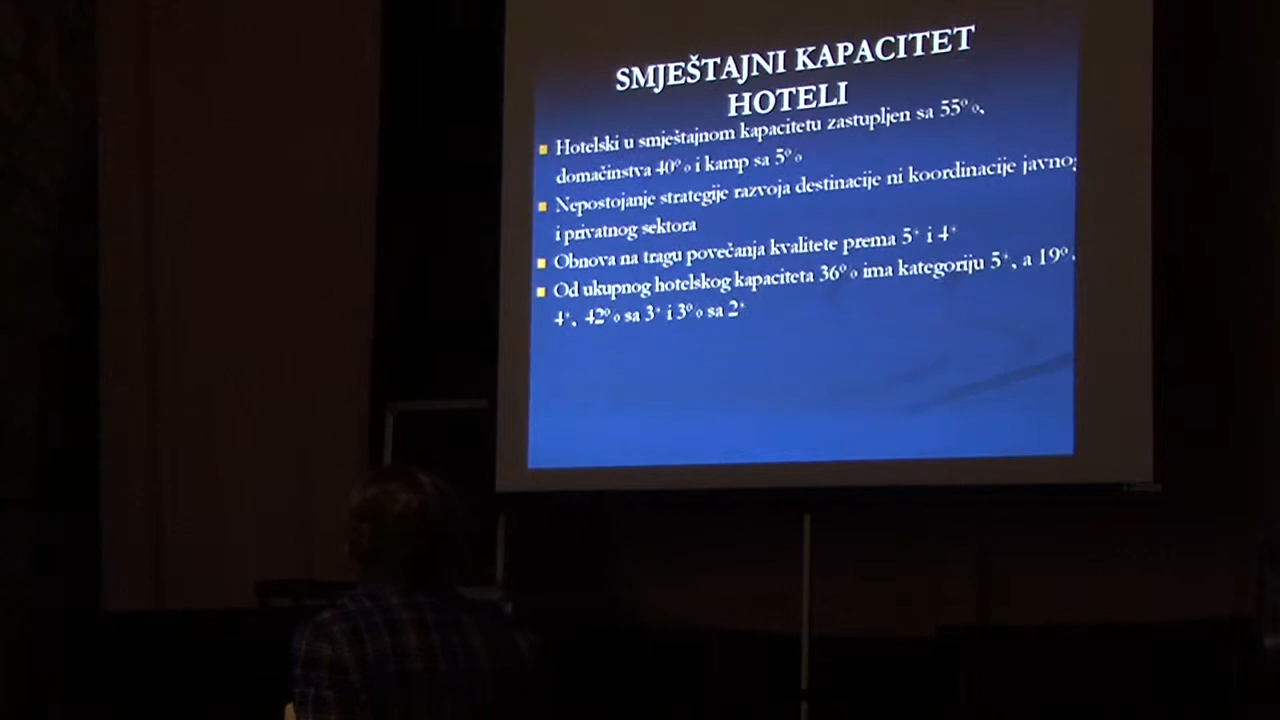 SMJEŠTAJNI KAPACITET
HOTELI
Hotelski u smještajnom kapacitetu zastupljen sa 55%,
domačinstva 40% i kamp sa 5%
Nepostojanje strategije razvoja destinacije ni koordinacije javnog
i privatnog sektora
Obnova na tragu povečanja kvalitete prema 5* i 4*
Od ukupnog hotelskog kapaciteta 36% ima kategoriju 5*, a 19%
4*, 42% sa 3* i 3% sa 2*